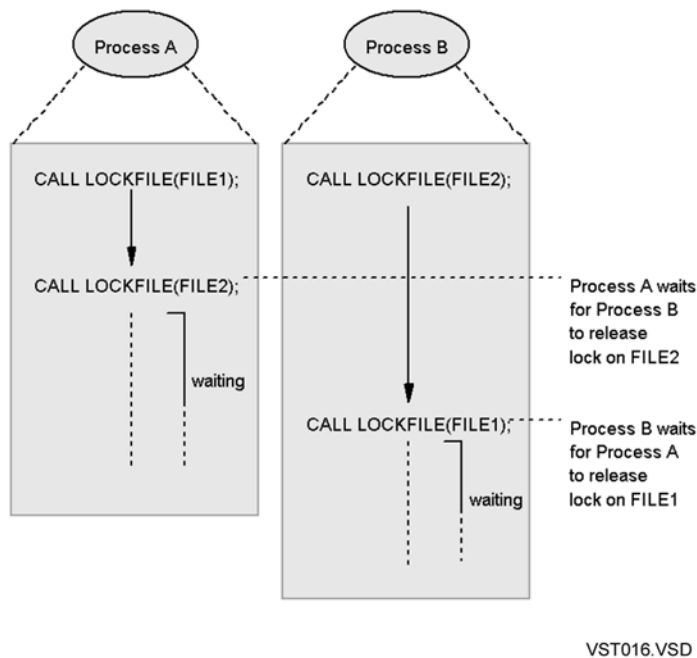 Process A
Process B
CALL LOCKFILE(FILE1);
CALL LOCKFILE(FILE2);
CALL LOCKFILE(FILE2);
Process A waits
for Process B
to release
lock on FILE2
waiting
CALL LOCKFILE(FILE1);
Process B waits
for Process A
to release
lock on FILE1
waiting
VST016.VSD